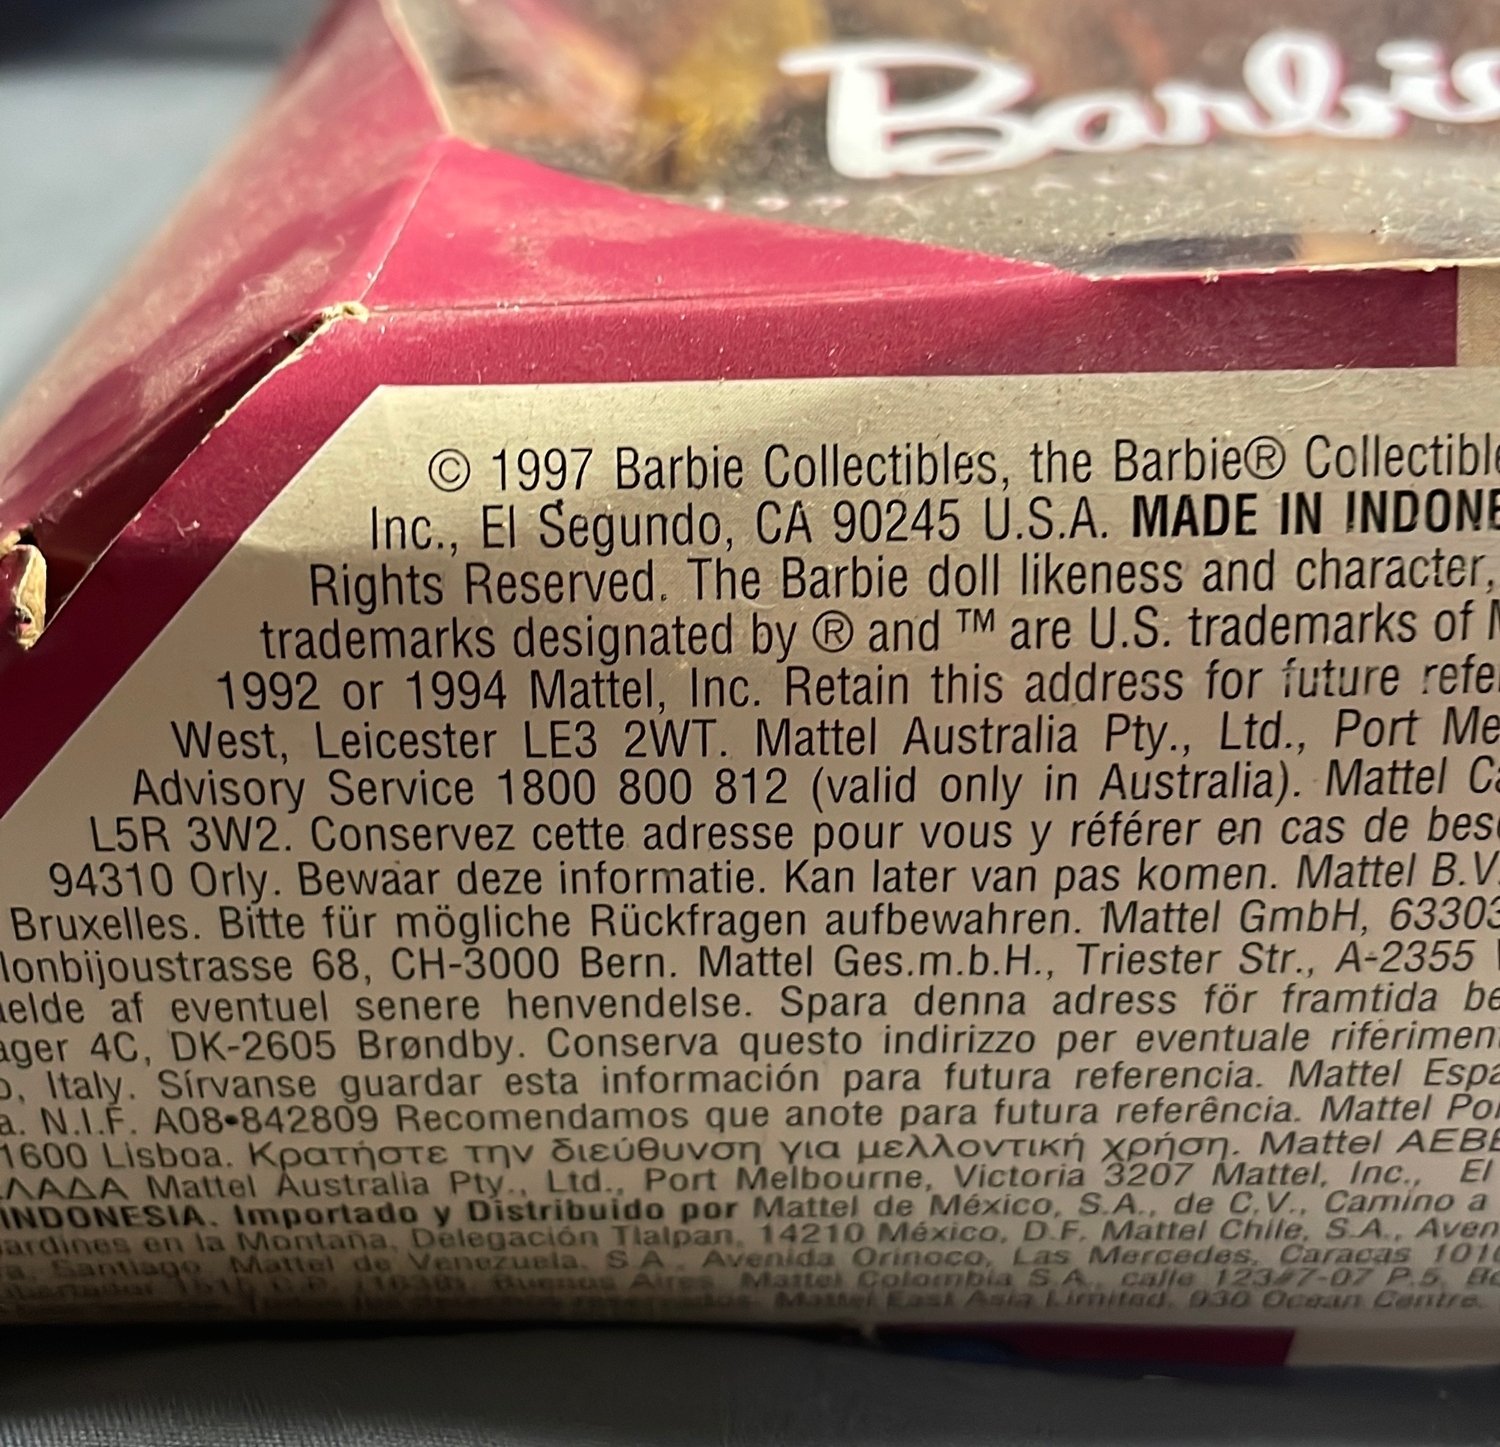 Barbie
© 1997 Barbie Collectibles, the Barbie® Collectible
Inc., El Segundo, CA 90245 U.S.A. MADE IN INDONE
Rights Reserved. The Barbie doll likeness and character,
trademarks designated by ® and ™ are U.S. trademarks of
1992 or 1994 Mattel, Inc. Retain this address for future refe
West, Leicester LE3 2WT. Mattel Australia Pty., Ltd., Port Me
Advisory Service 1800 800 812 (valid only in Australia). Mattel Ca
L5R 3W2. Conservez cette adresse pour vous y référer en cas de bes
94310 Orly. Bewaar deze informatie. Kan later van pas komen. Mattel B.V.
Bruxelles. Bitte für mögliche Rückfragen aufbewahren. Mattel GmbH, 63303
lonbijoustrasse 68, CH-3000 Bern. Mattel Ges.m.b.H., Triester Str., A-2355
elde af eventuel senere henvendelse. Spara denna adress för framtida be
ager 4C, DK-2605 Brøndby. Conserva questo indirizzo per eventuale riferimen
o, Italy. Sírvanse guardar esta información para futura referencia. Mattel Espa
a. N.I.F. A08•842809 Recomendamos que anote para futura referência. Mattel Por
1600 Lisboa. Κρατήστε την διεύθυνση για μελλοντική χρήση. Mattel AEBE
ΛΑΔΑ Mattel Australia Pty., Ltd., Port Melbourne, Victoria 3207 Mattel, Inc., El
INDONESIA. Importado y Distribuido por Mattel de México, S.A., de C.V., Camino a
ardines en la Montaña, Delegación Tlalpan, 14210 México, D.F. Mattel Chile, S.A., Aven
Santiago. Mattel de Venezuela. S.A., Avenida Orinoco, Las Mercedes, Caracas 101
Buenos Aires. Mattel Colombia S.A., calle 123#7-07 P.5,
Mattel East Asia Limited, 930 Ocean Centre,